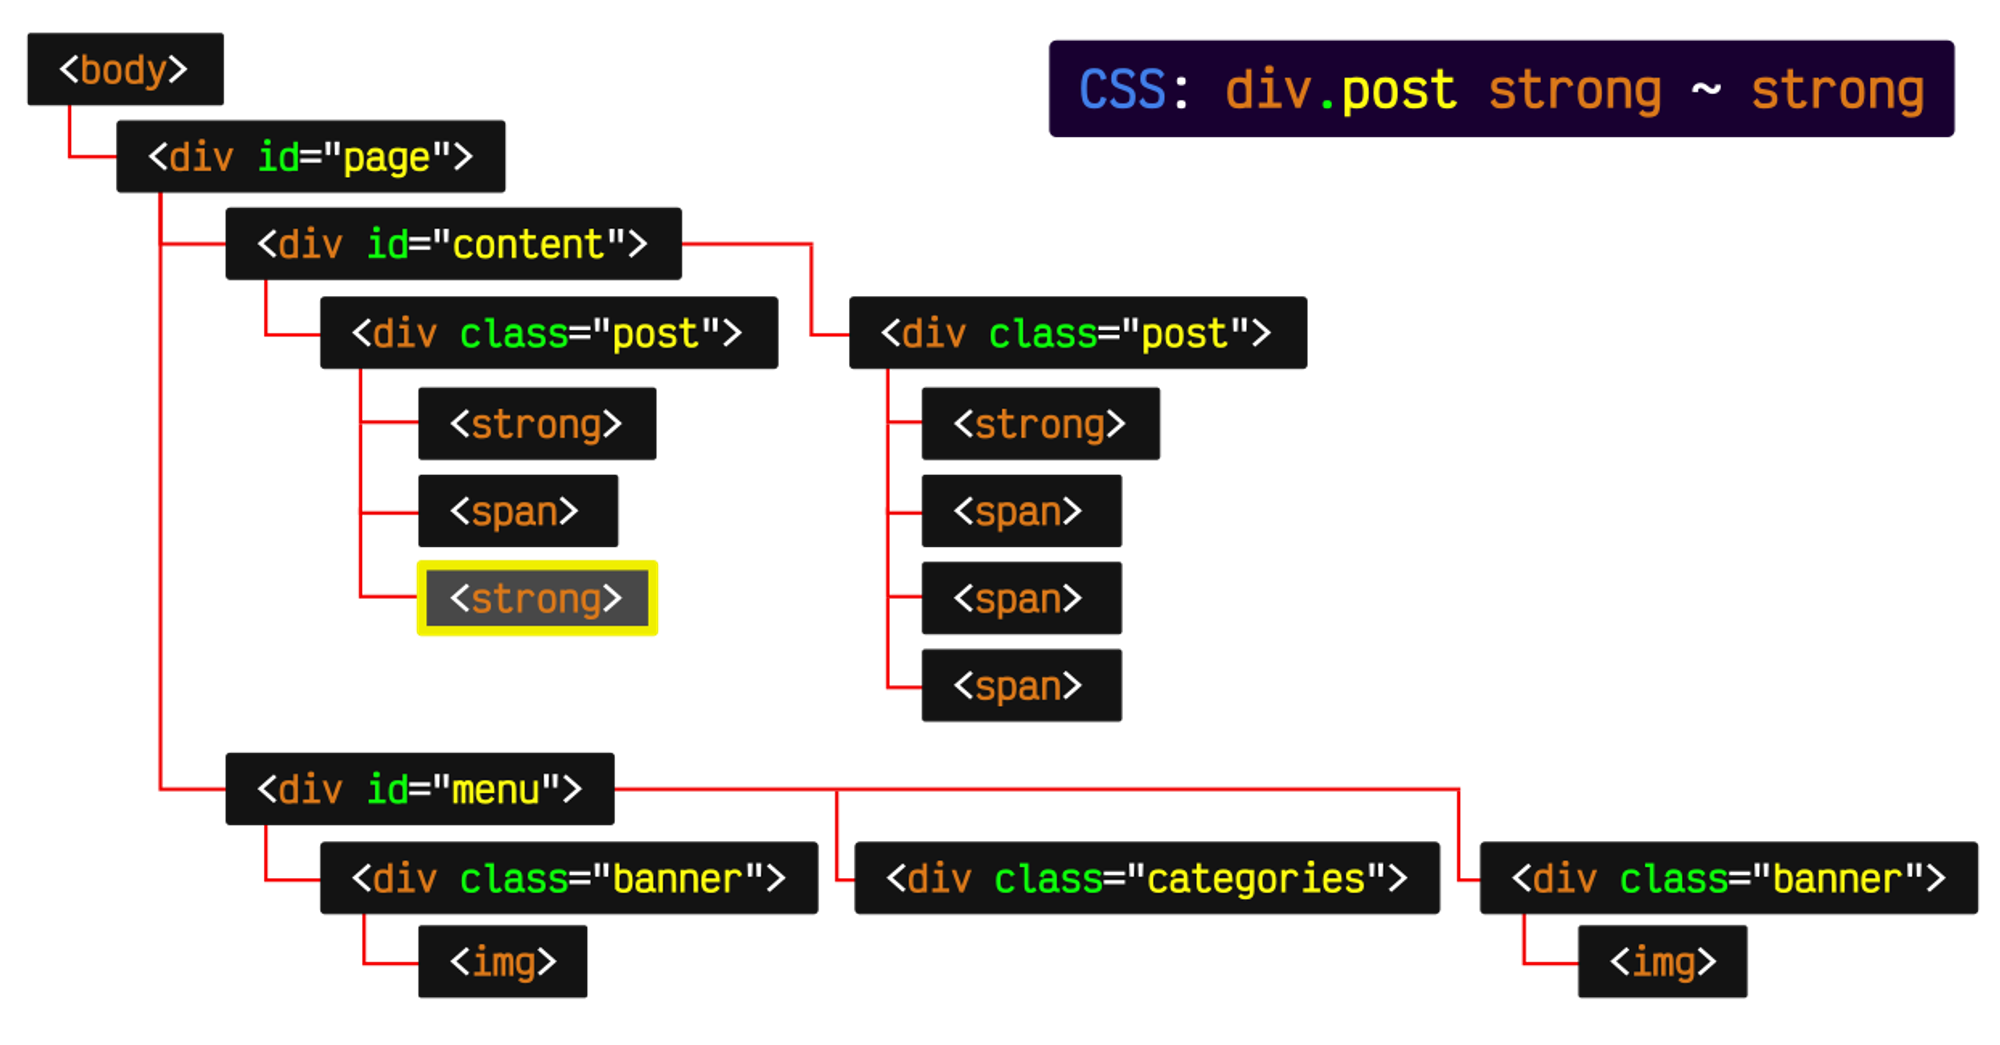 <body>
CSS: div.post strong ~ strong
<div id="page">
<div id="content">
<div class="post">
<div class="post">
<strong>
<strong>
<span>
<span>
<strong>
<span>
<span>
<div id="menu">
<div class="banner">
<div class="categories">
<div class="banner">
<img>
<img>